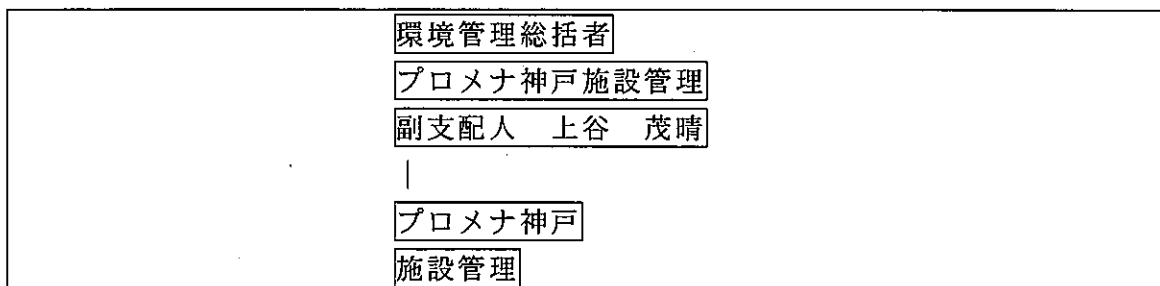 環境管理総括者
プロメナ神戸施設管理
副支配人　上谷　茂晴
|
プロメナ神戸
施設管理